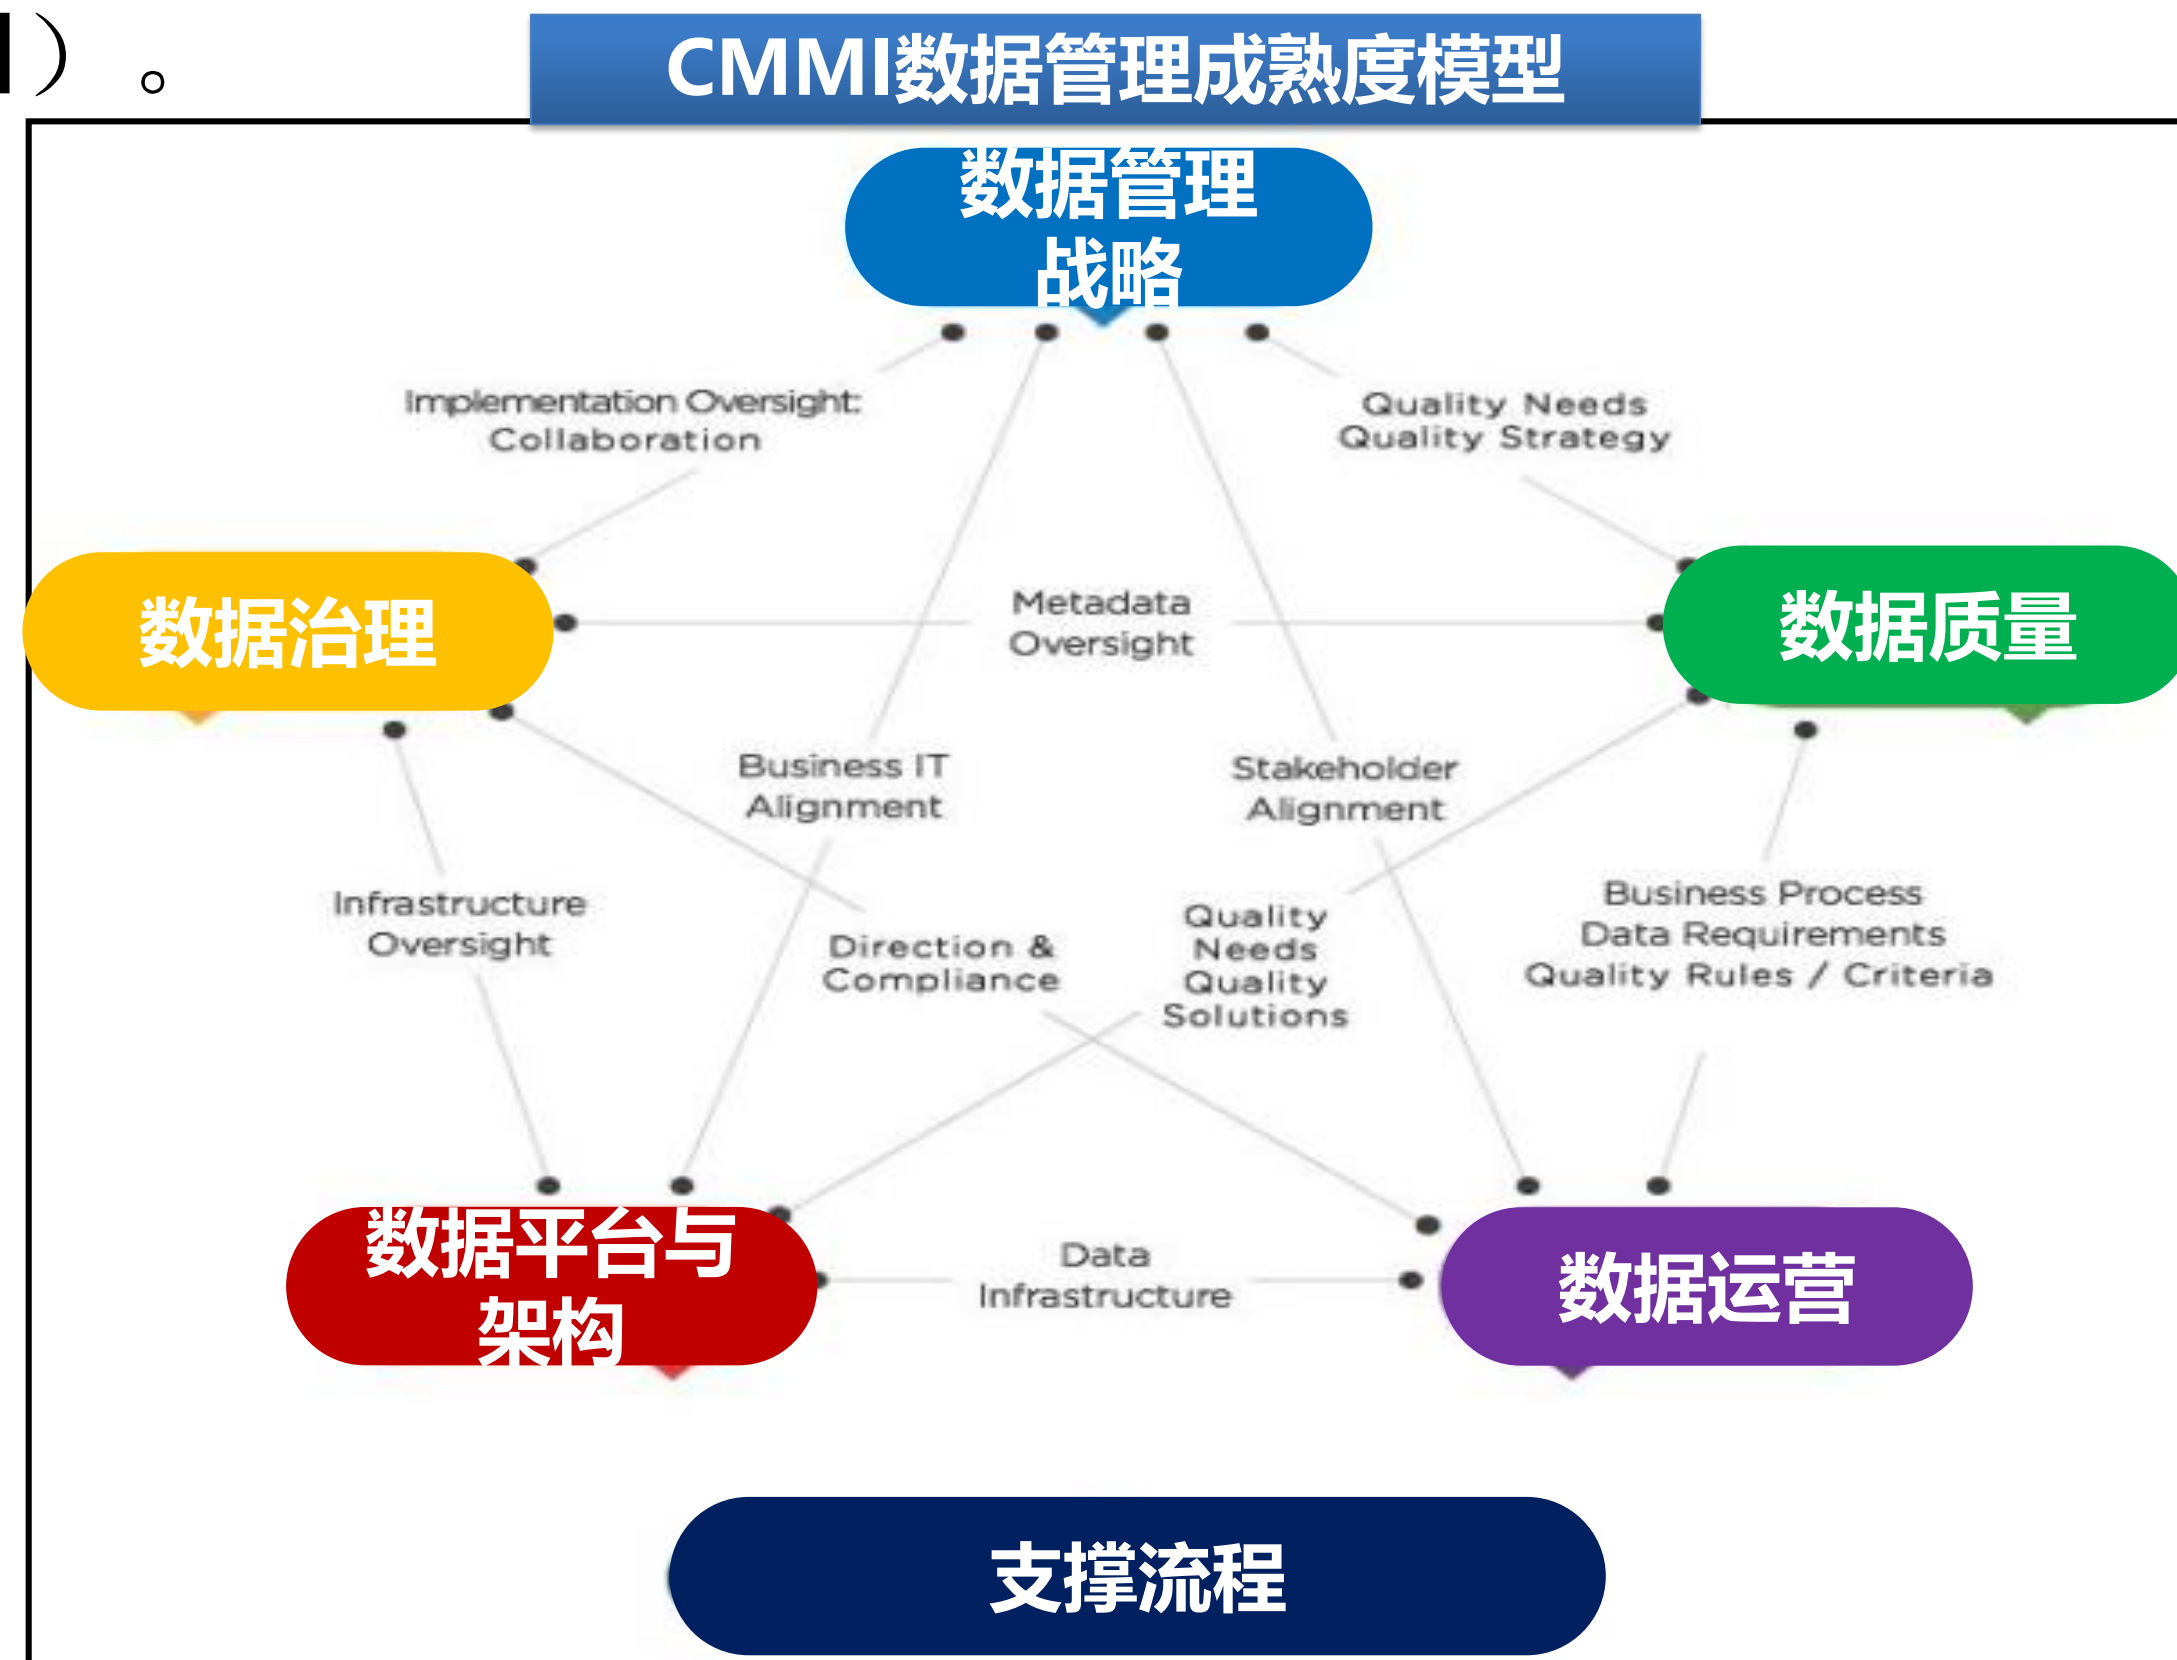 ）。
CMMI数据管理成熟度模型
数据管理
战略
Implementation Oversight:
Collaboration
Quality Needs
Quality Strategy
数据治理
Metadata
Oversight
数据质量
Business IT
Alignment
Stakeholder
Alignment
Infrastructure
Oversight
Direction &
Compliance
Quality
Needs
Quality
Solutions
Business Process
Data Requirements
Quality Rules / Criteria
数据平台与
架构
Data
Infrastructure
数据运营
支撑流程